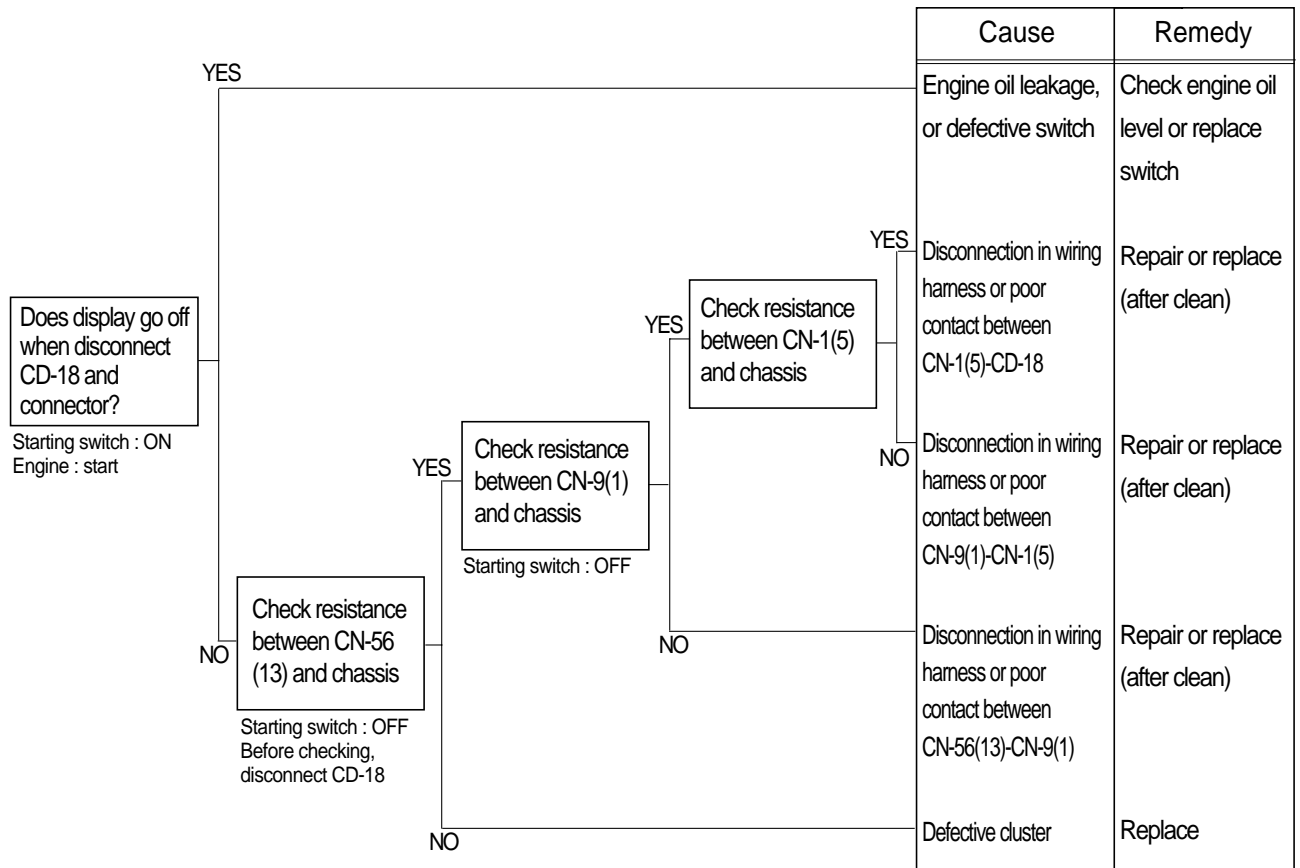 Cause
Remedy
YES
Engine oil leakage,
or defective switch
Check engine oil
level or replace
switch
Does display go off
when disconnect
CD-18 and
connector?
Starting switch : ON
Engine : start
NO
Check resistance
between CN-56
(13) and chassis
Starting switch : OFF
Before checking,
disconnect CD-18
YES
Check resistance
between CN-9(1)
and chassis
Starting switch : OFF
YES
Check resistance
between CN-1(5)
and chassis
YES
Disconnection in wiring
harness or poor
contact between
CN-1(5)-CD-18
Repair or replace
(after clean)
NO
Disconnection in wiring
harness or poor
contact between
CN-9(1)-CN-1(5)
Repair or replace
(after clean)
NO
Disconnection in wiring
harness or poor
contact between
CN-56(13)-CN-9(1)
Repair or replace
(after clean)
NO
Defective cluster
Replace